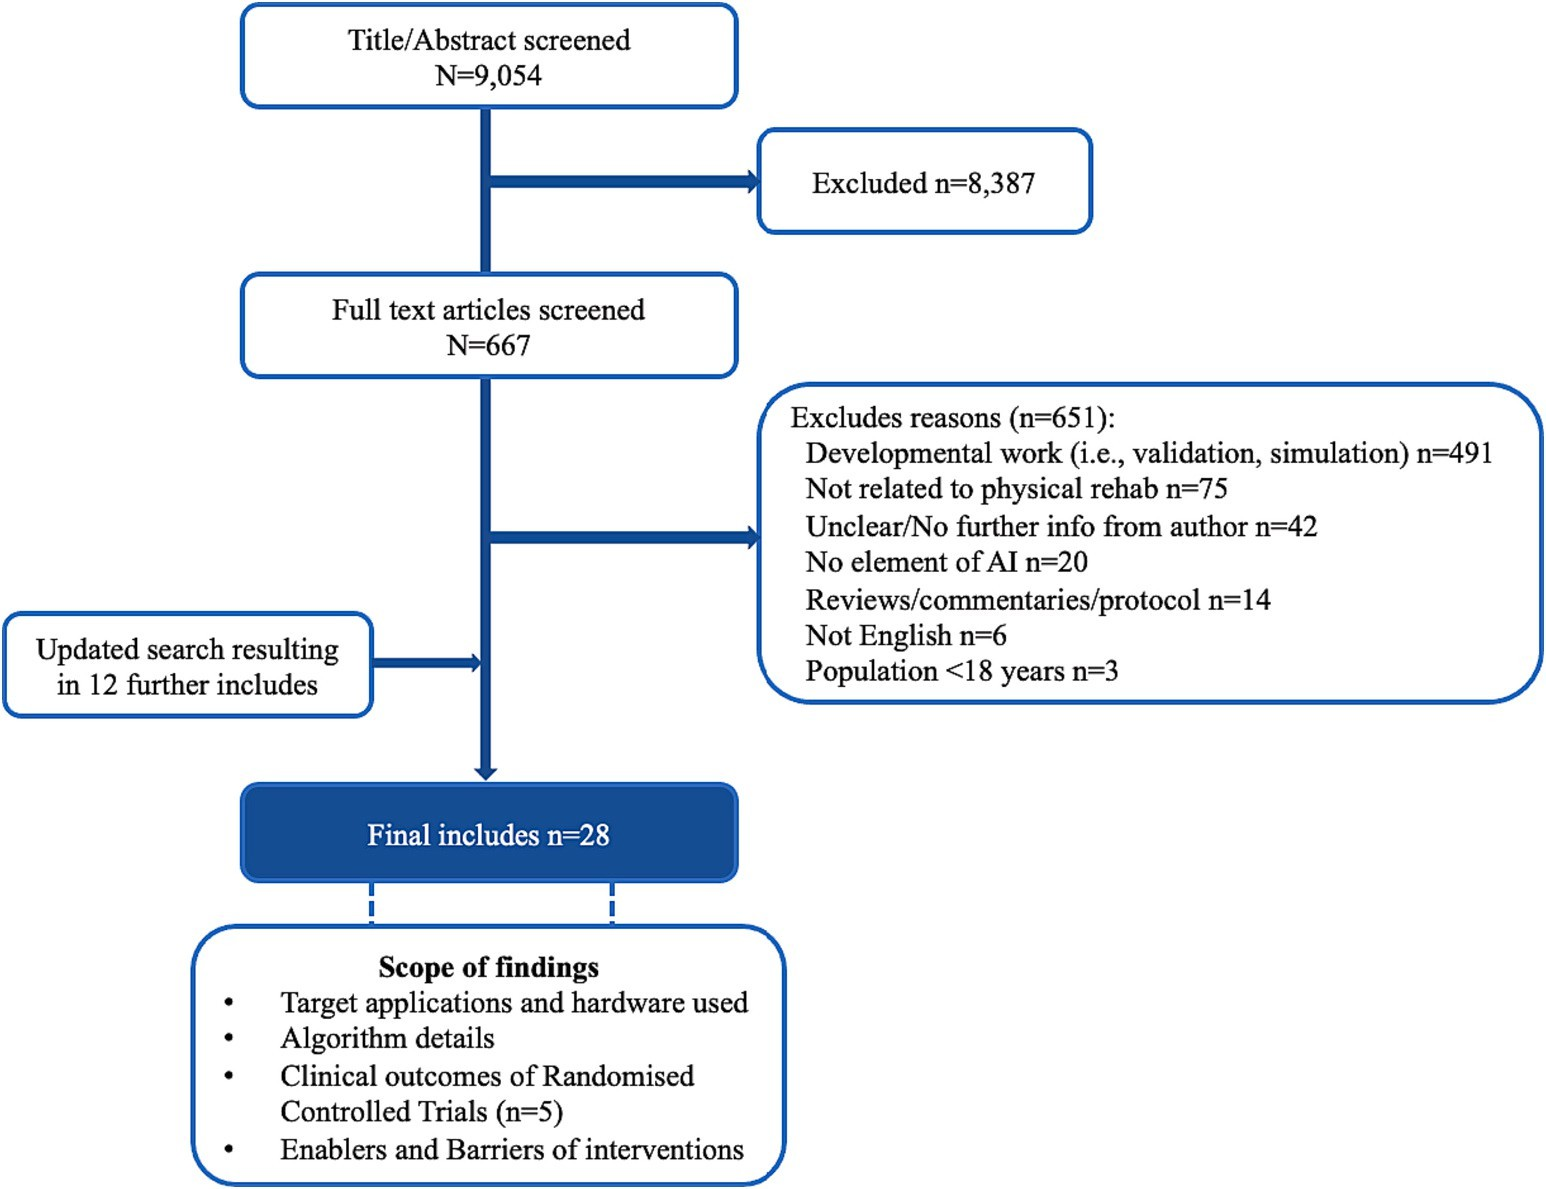 Title/Abstract screened
N=9,054
Excluded n=8,387
Full text articles screened
N=667
Excludes reasons (n=651):
Developmental work (i.e., validation, simulation) n=491
Not related to physical rehab n=75
Unclear/No further info from author n=42
No element of AI n=20
Reviews/commentaries/protocol n=14
Not English n=6
Population <18 years n=3
Updated search resulting
in 12 further includes
Final includes n=28
Scope of findings
• Target applications and hardware used
• Algorithm details
• Clinical outcomes of Randomised
Controlled Trials (n=5)
• Enablers and Barriers of interventions